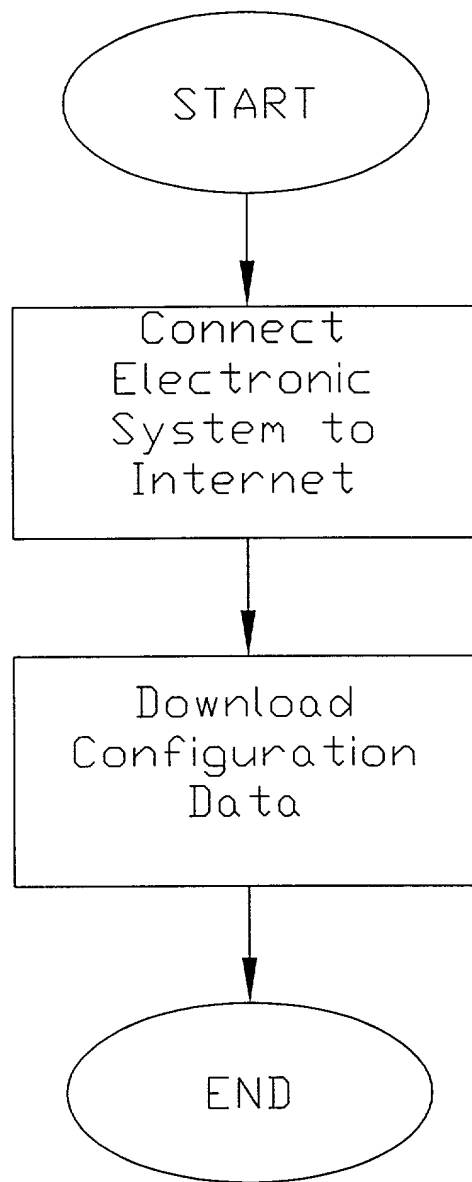 START
Connect
Electronic
System to
Internet
Download
Configuration
Data
END